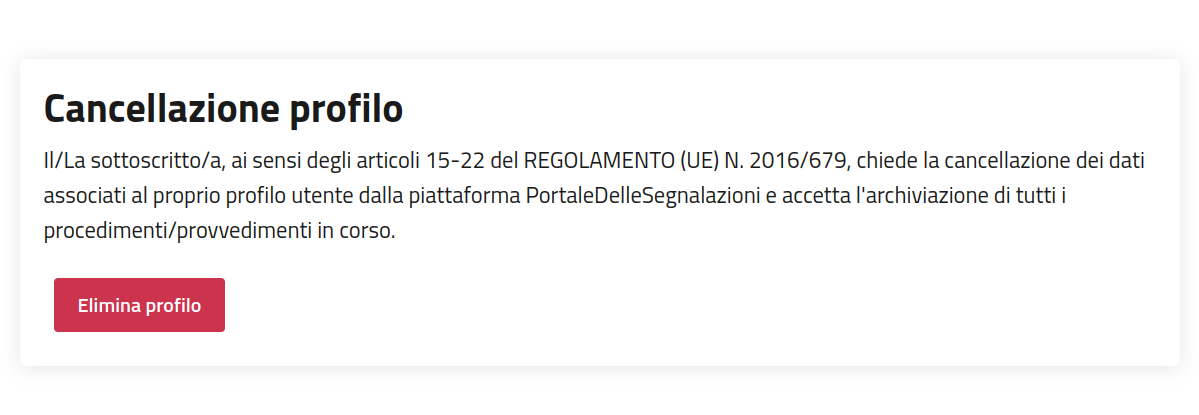 Cancellazione profilo
Il/La sottoscritto/a, ai sensi degli articoli 15-22 del REGOLAMENTO (UE) N. 2016/679, chiede la cancellazione dei dati
associati al proprio profilo utente dalla piattaforma PortaleDelleSegnalazioni e accetta l'archiviazione di tutti i
procedimenti/provvedimenti in corso.
Elimina profilo